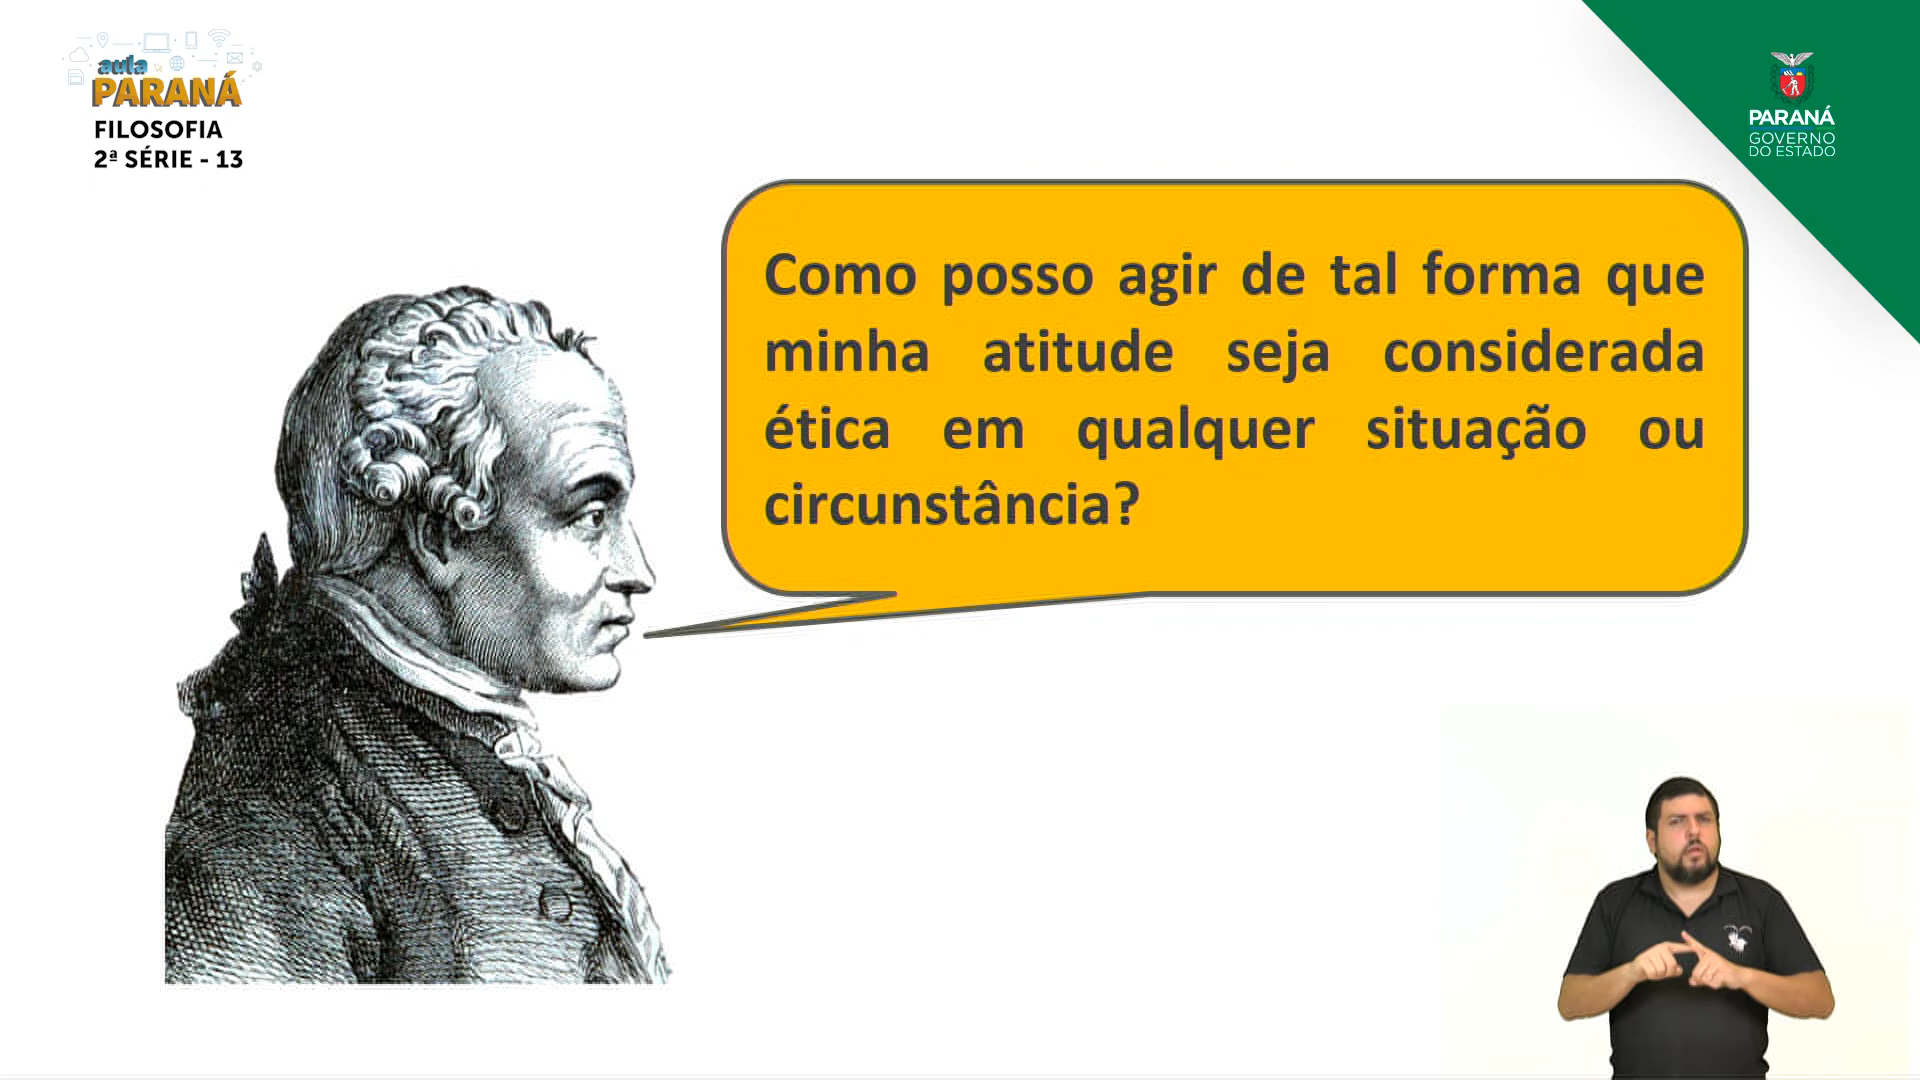 aula
PARANÁ
FILOSOFIA
2ª SÉRIE - 13
PARANÁ
GOVERNO
DO ESTADO
Como posso agir de tal forma que
minha atitude seja considerada
ética em qualquer situação ou
circunstância?